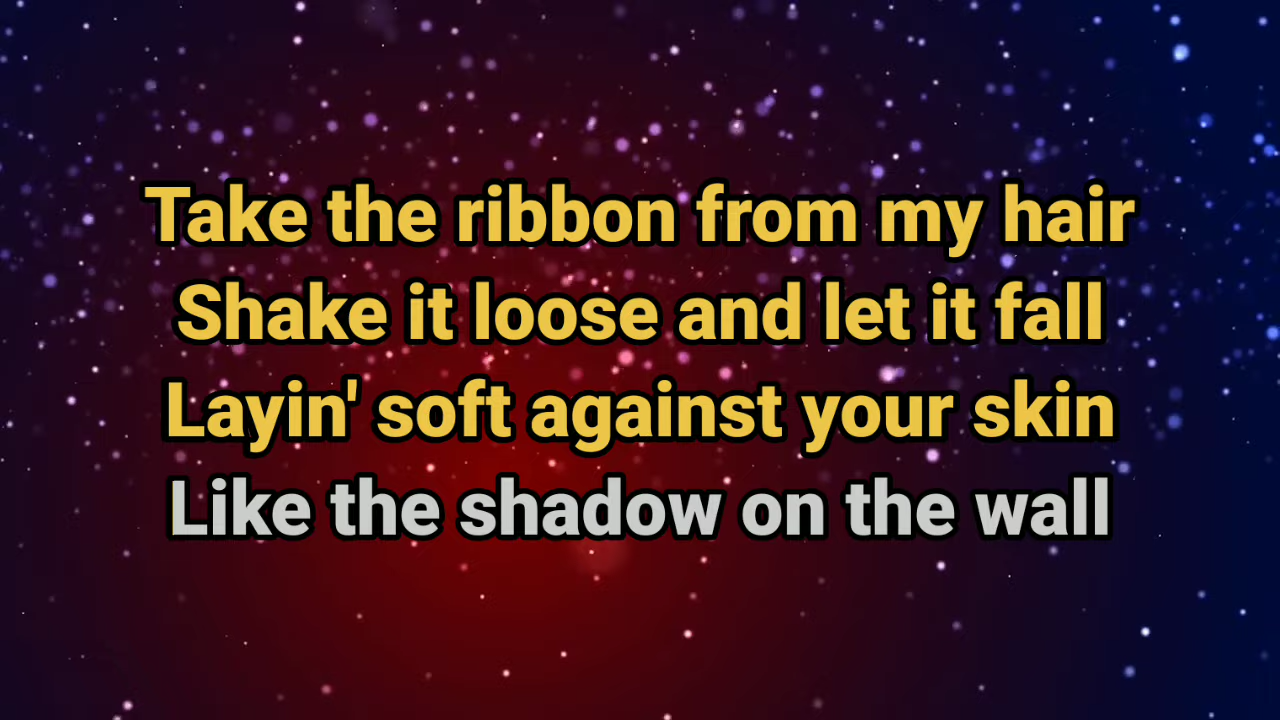 Take the ribbon from my hair
Shake it loose and let it fall
Layin' soft against your skin
Like the shadow on the wall